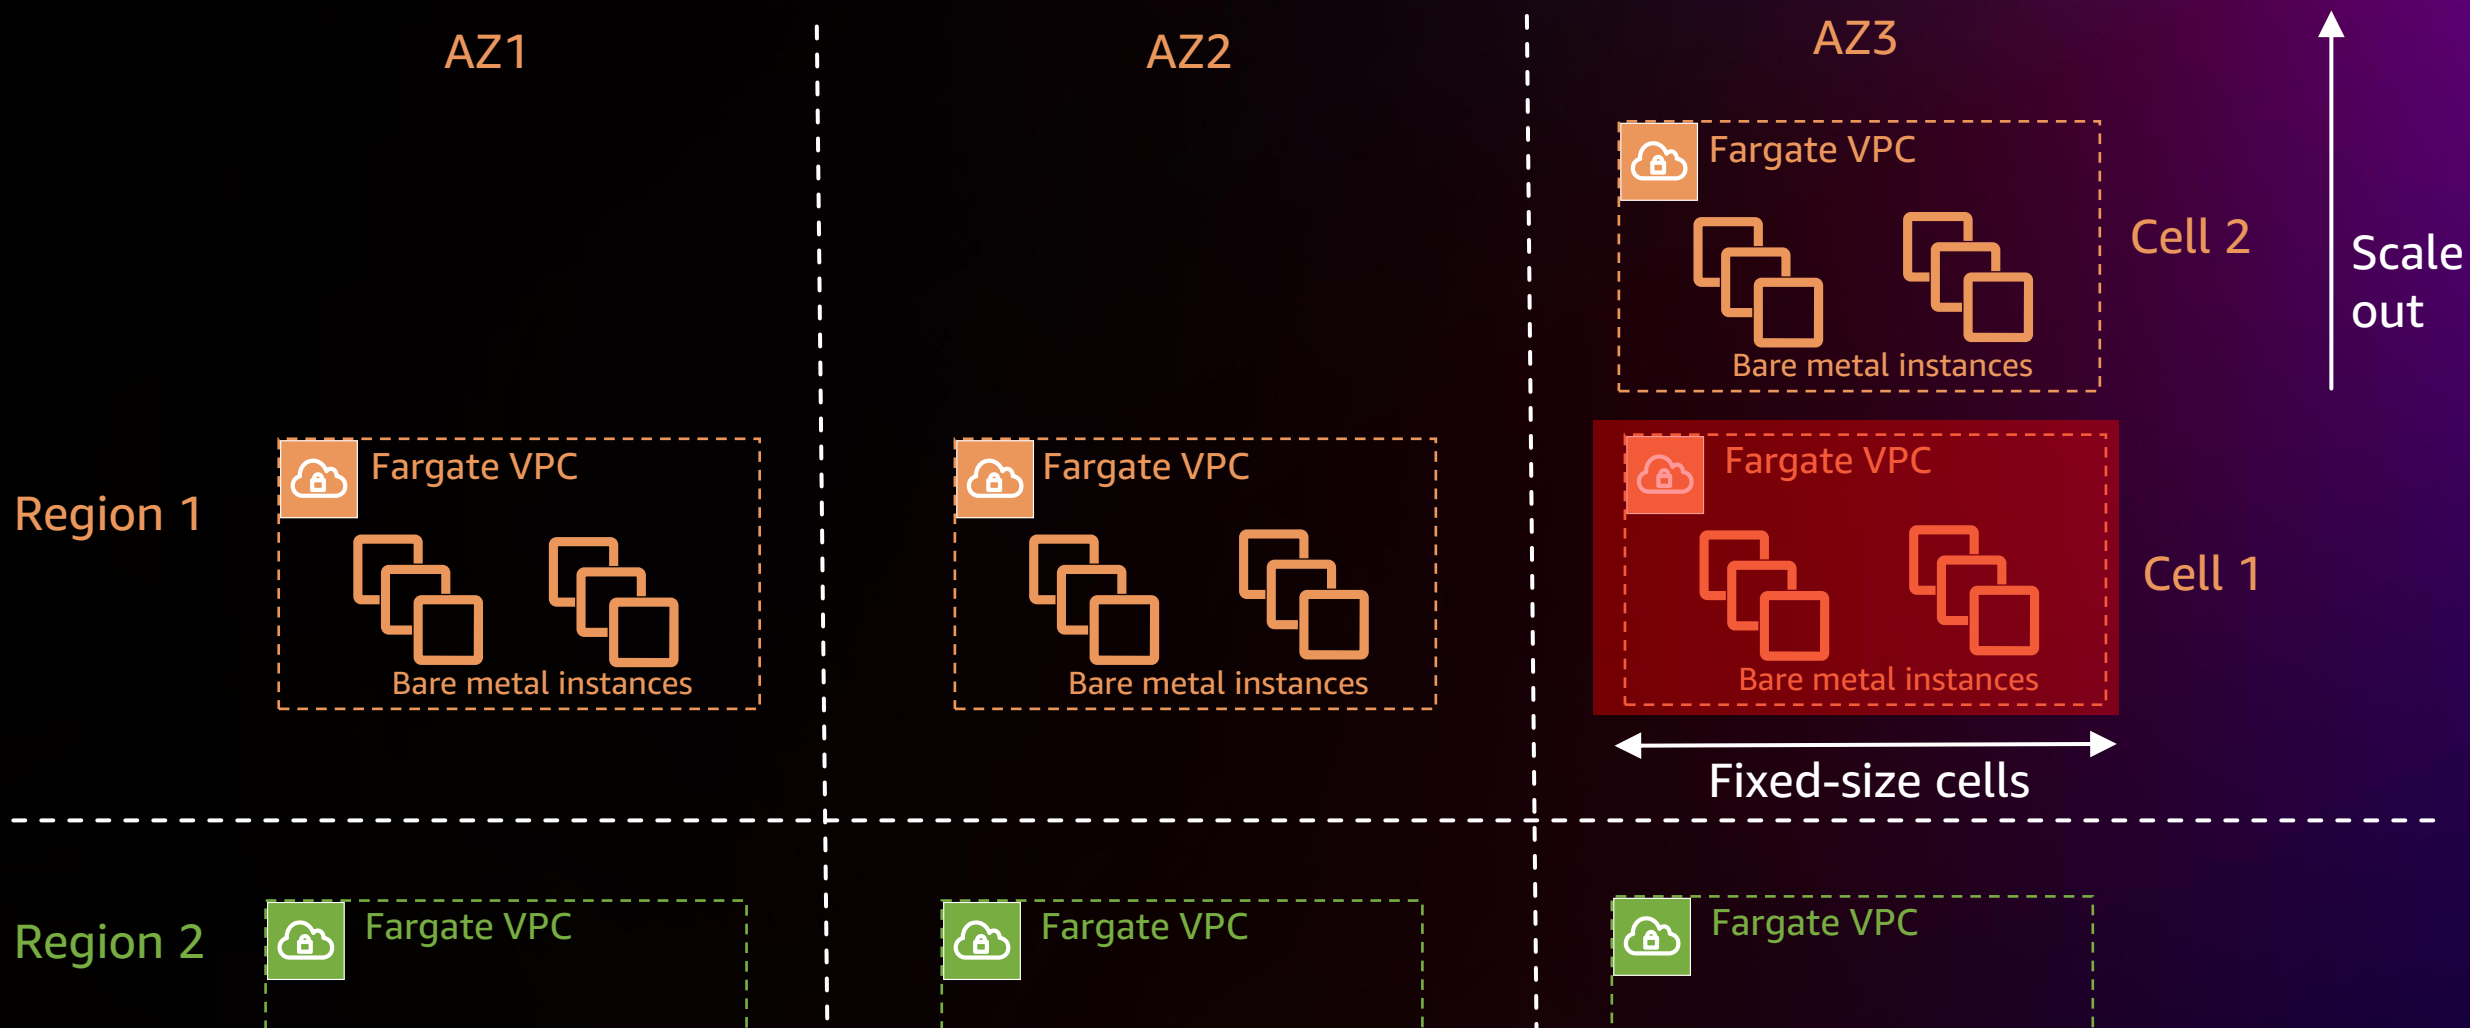 AZ1
AZ2
AZ3
Fargate VPC
Bare metal instances
Cell 2
Scale
out
Region 1
Fargate VPC
Bare metal instances
Fargate VPC
Bare metal instances
Fargate VPC
Bare metal instances
Cell 1
Fixed-size cells
Region 2
Fargate VPC
Fargate VPC
Fargate VPC